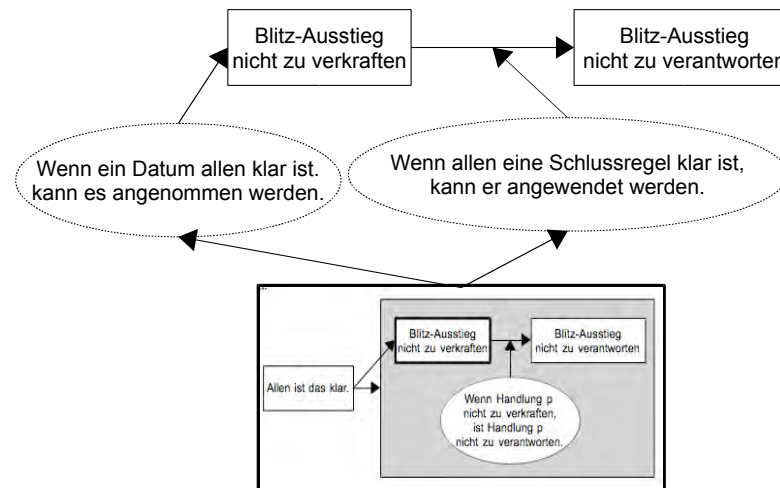 Blitz-Ausstieg
nicht zu verkraften
Blitz-Ausstieg
nicht zu verantworten
Wenn ein Datum allen klar ist.
kann es angenommen werden.
Wenn allen eine Schlussregel klar ist,
kann er angewendet werden.
Allen ist das klar.
Blitz-Ausstieg
nicht zu verkraften
Blitz-Ausstieg
nicht zu verantworten
Wenn Handlung p
nicht zu verkraften,
ist Handlung p
nicht zu verantworten.